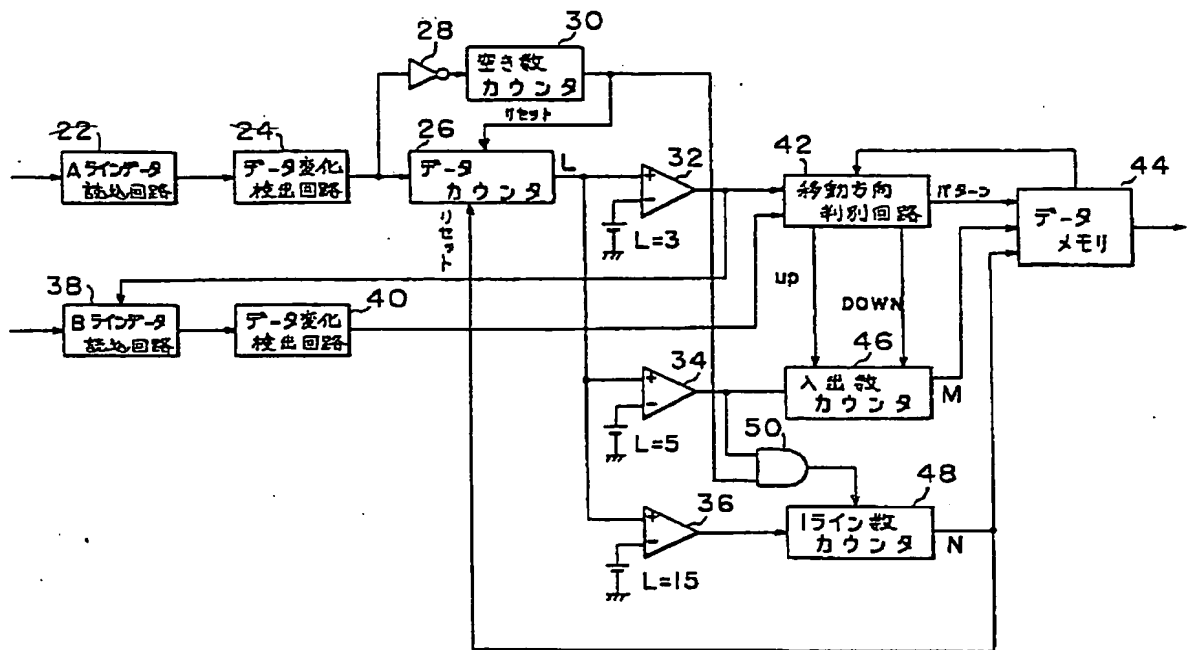 30
28
空き数
カウンタ
リセット
22
24
26
L
32
42
44
Aラインデータ
読込回路
データ変化
検出回路
データ
カウンタ
移動方向
判別回路
パターン
データ
メモリ
リセット
L=3
38
40
up
DOWN
Bラインデータ
読込回路
データ変化
検出回路
34
46
入出数
カウンタ
M
L=5
50
36
48
1ライン数
カウンタ
N
L=15